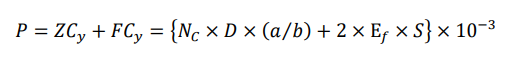 P = ZC_y + FC_y = {N_C × D × (a/b) + 2 × E_f × S} × 10^{−3}